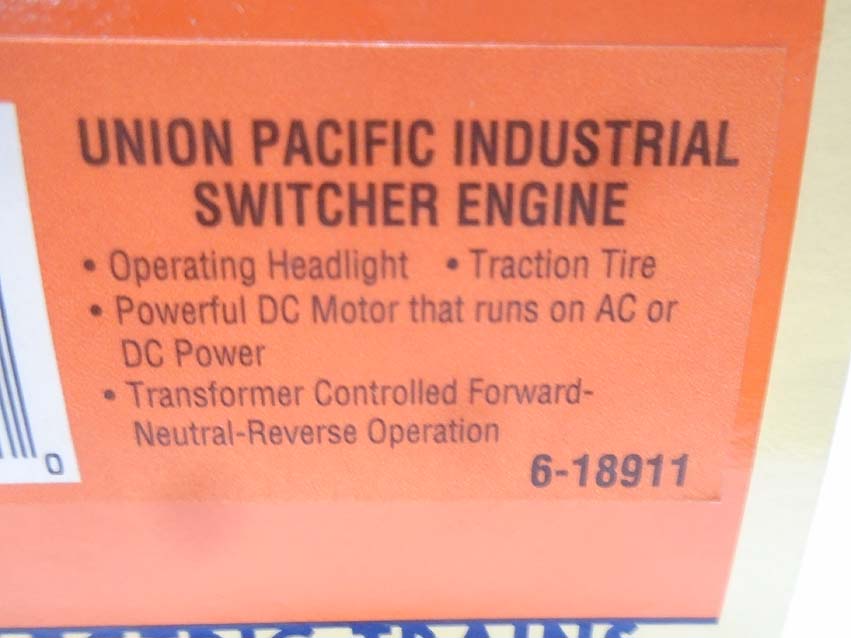 UNION PACIFIC INDUSTRIAL
SWITCHER ENGINE
• Operating Headlight • Traction Tire
• Powerful DC Motor that runs on AC or
DC Power
• Transformer Controlled Forward-
Neutral-Reverse Operation
6-18911
0